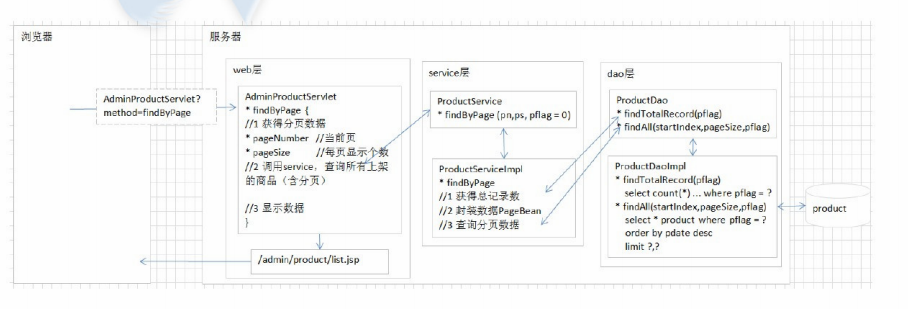 浏览器
服务器
AdminProductServlet?
method=findByPage
web层
AdminProductServlet
* findByPage {
//1 获得分页数据
* pageNumber //当前页
* pageSize //每页显示个数
//2 调用service，查询所有上架
的商品（含分页）
//3 显示数据
}
/admin/product/list.jsp
service层
ProductService
* findByPage (pn,ps, pflag = 0)
ProductServiceImpl
* findByPage
//1 获得总记录数
//2 封装数据PageBean
//3 查询分页数据
dao层
ProductDao
* findTotalRecord(pflag)
* findAll(startIndex,pageSize,pflag)
ProductDaoImpl
* findTotalRecord(pflag)
select count(*) ... where pflag = ?
* findAll(startIndex,pageSize,pflag)
select * product where pflag = ?
order by pdate desc
limit ?,?
product